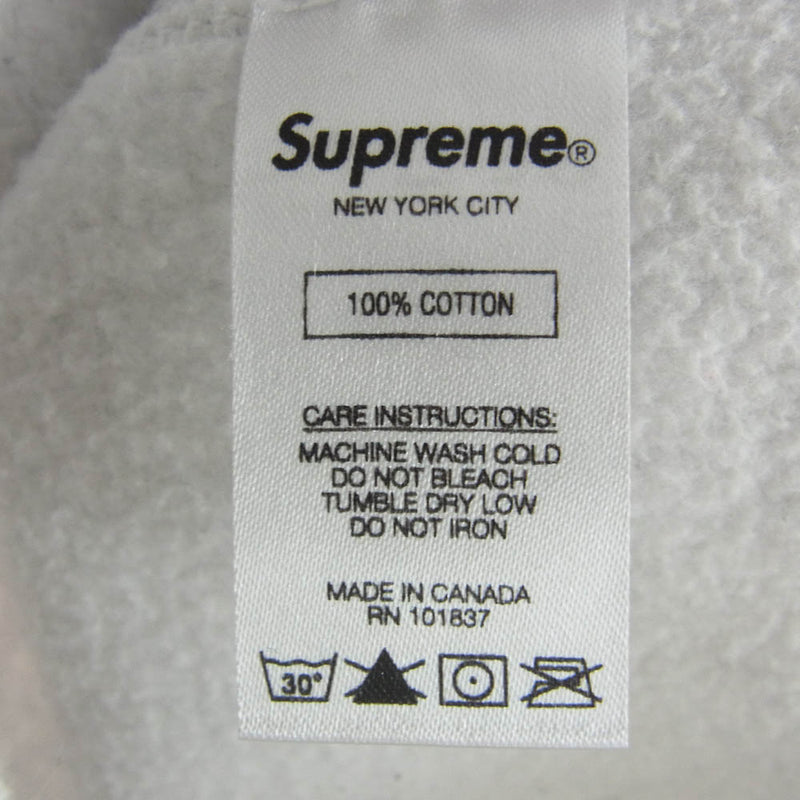 Supreme®
NEW YORK CITY
100% COTTON
CARE INSTRUCTIONS:
MACHINE WASH COLD
DO NOT BLEACH
TUMBLE DRY LOW
DO NOT IRON
MADE IN CANADA
RN 101837
30°